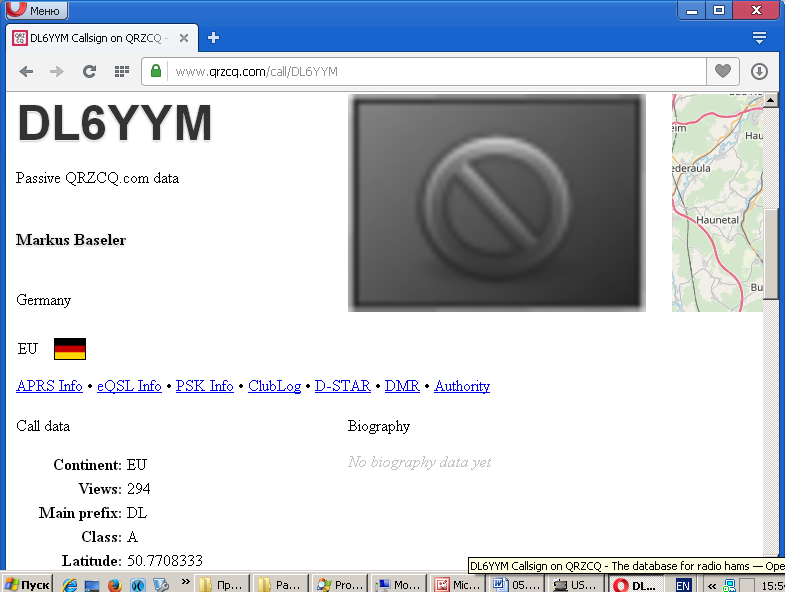 Меню
DL6YYM Callsign on QRZCQ -
www.qrzcq.com/call/DL6YYM
DL6YYM
Passive QRZCQ.com data
Markus Baseler
Germany
EU
APRS Info • eQSL Info • PSK Info • ClubLog • D-STAR • DMR • Authority
Call data
Biography
No biography data yet
Continent: EU
Views: 294
Main prefix: DL
Class: A
Latitude: 50.7708333
eim
Hau
ederaula
Haunetal
Bu
DL6YYM Callsign on QRZCQ - The database for radio hams — Ope
Пуск
»
Пр...
Ра...
Pro...
Mo...
Mic...
05....
US...
DL...
EN
«
15:54